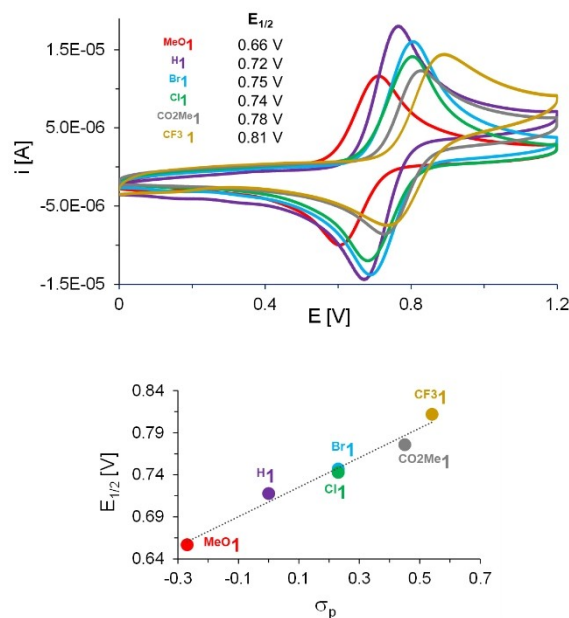 E1/2
MeO1 0.66 V
H1 0.72 V
Br1 0.75 V
Cl1 0.74 V
CO2Me1 0.78 V
CF3 1 0.81 V
1.5E-05
5.0E-06
-5.0E-06
-1.5E-05
i [A]
0 0.4 0.8 1.2
E [V]
0.84
0.79
0.74
0.69
0.64
E1/2 [V]
CF31
Br1
CO2Me1
H1
Cl1
MeO1
-0.3 -0.1 0.1 0.3 0.5 0.7
σp